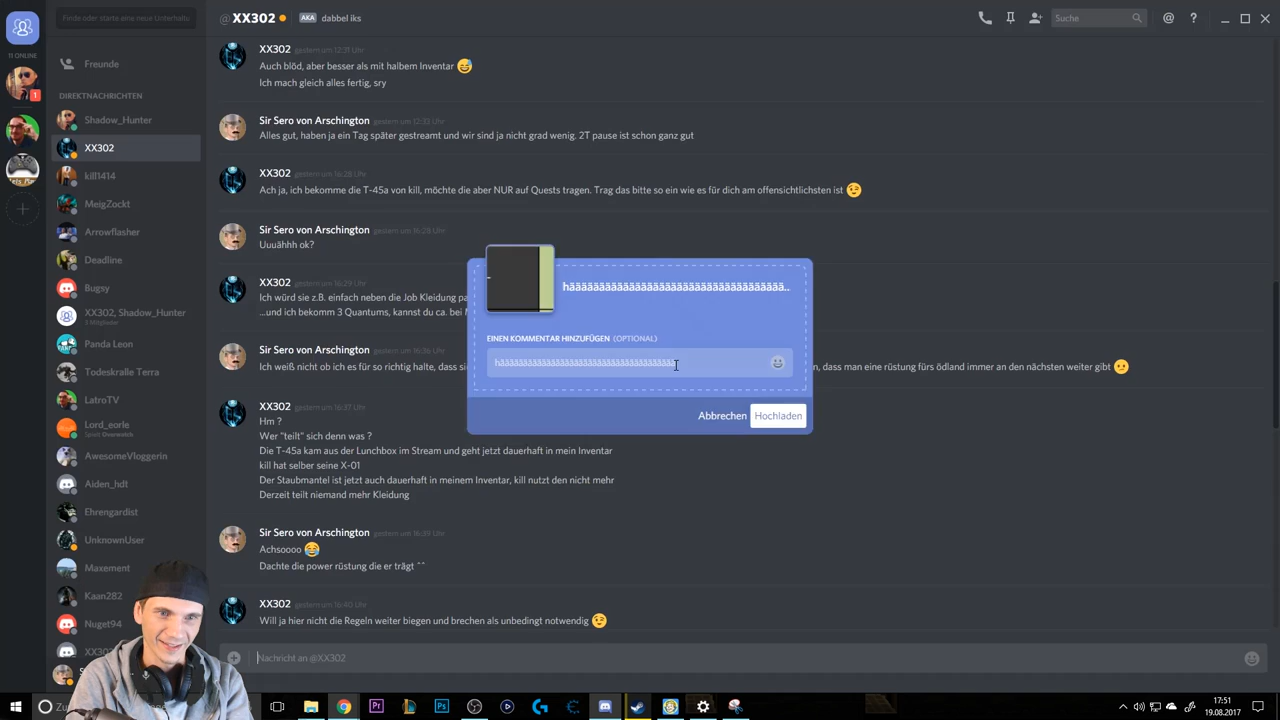 Finde oder starte eine neue Unterhaltu
@XX302 AKA dabbel iks
Suche
11 ONLINE
1
Freunde
DIREKTNACHRICHTEN
Shadow_Hunter
XX302
kill1414
MeigZockt
Arrowflasher
Deadline
Bugsy
XX302, Shadow_Hunter
3 Mitglieder
Panda Leon
Todeskralle Terra
LatroTV
Lord_eorle
Spielt Overwatch
AwesomeVloggerin
Aiden_hdt
Ehrengardist
UnknownUser
Maxement
Kaan282
Nuget94
XX302 gestern um 12:31 Uhr
Auch blöd, aber besser als mit halbem Inventar
Ich mach gleich alles fertig, sry
Sir Sero von Arschington gestern um 12:33 Uhr
Alles gut, haben ja ein Tag später gestreamt und wir sind ja nicht grad wenig. 2T pause ist schon ganz gut
XX302 gestern um 16:28 Uhr
Ach ja, ich bekomme die T-45a von kill, möchte die aber NUR auf Quests tragen. Trag das bitte so ein wie es für dich am offensichtlichsten ist
Sir Sero von Arschington gestern um 16:28 Uhr
Uuuähhh ok?
XX302 gestern um 16:29 Uhr
Ich würd sie z.B. einfach neben die Job Kleidung
...und ich bekomm 3 Quantums, kannst du ca. bei
Sir Sero von Arschington gestern um 16:36 Uhr
Ich weiß nicht ob ich es für so richtig halte, dass
n, dass man eine rüstung fürs ödland immer an den nächsten weiter gibt
XX302 gestern um 16:37 Uhr
Hm ?
Wer "teilt" sich denn was ?
Die T-45a kam aus der Lunchbox im Stream und geht jetzt dauerhaft in mein Inventar
kill hat selber seine X-01
Der Staubmantel ist jetzt auch dauerhaft in meinem Inventar, kill nutzt den nicht mehr
Derzeit teilt niemand mehr Kleidung
Sir Sero von Arschington gestern um 16:39 Uhr
Achsoooo
Dachte die power rüstung die er trägt ^^
XX302 gestern um 16:40 Uhr
Will ja hier nicht die Regeln weiter biegen und brechen als unbedingt notwendig
Nachricht an @XX302
EINEN KOMMENTAR HINZUFÜGEN (OPTIONAL)
Abbrechen Hochladen
17:51
19.08.2017